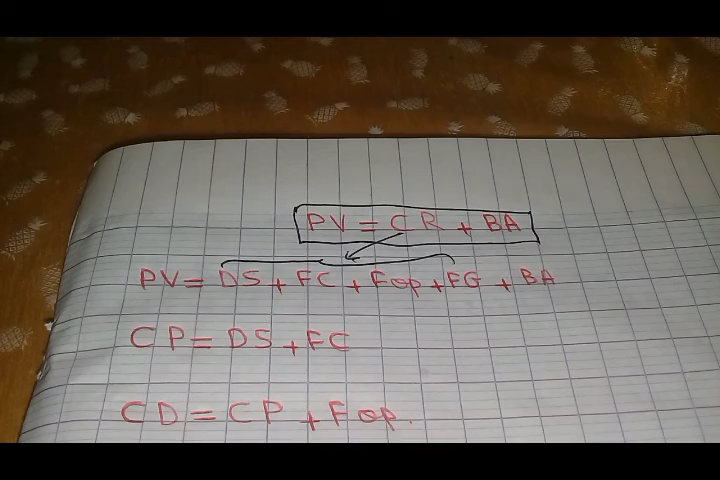 PV = CR + BA
PV = DS + FC + Fop + FG + BA
CP = DS + FC
CD = CP + Fop.